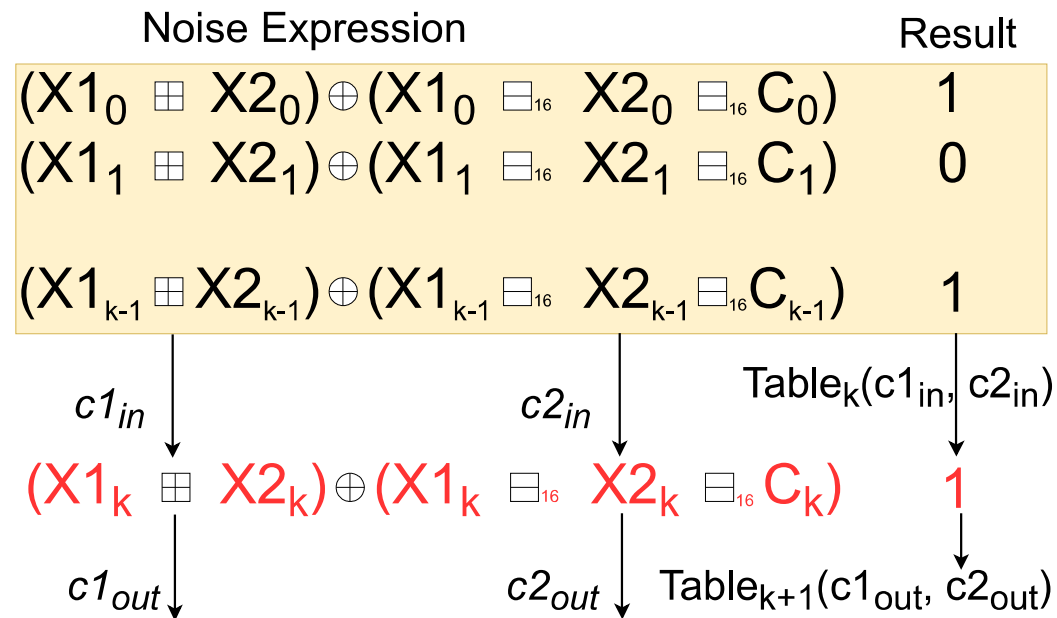 Noise Expression Result
(X1₀ ⊞ X2₀) ⊕ (X1₀ ⊟₁₆ X2₀ ⊟₁₆ C₀) 1
(X1₁ ⊞ X2₁) ⊕ (X1₁ ⊟₁₆ X2₁ ⊟₁₆ C₁) 0
(X1ₖ₋₁ ⊞ X2ₖ₋₁) ⊕ (X1ₖ₋₁ ⊟₁₆ X2ₖ₋₁ ⊟₁₆ Cₖ₋₁) 1
c1ᵢₙ c2ᵢₙ Tableₖ(c1ᵢₙ, c2ᵢₙ)
(X1ₖ ⊞ X2ₖ) ⊕ (X1ₖ ⊟₁₆ X2ₖ ⊟₁₆ Cₖ) 1
c1ₒᵤₜ c2ₒᵤₜ Tableₖ₊₁(c1ₒᵤₜ, c2ₒᵤₜ)